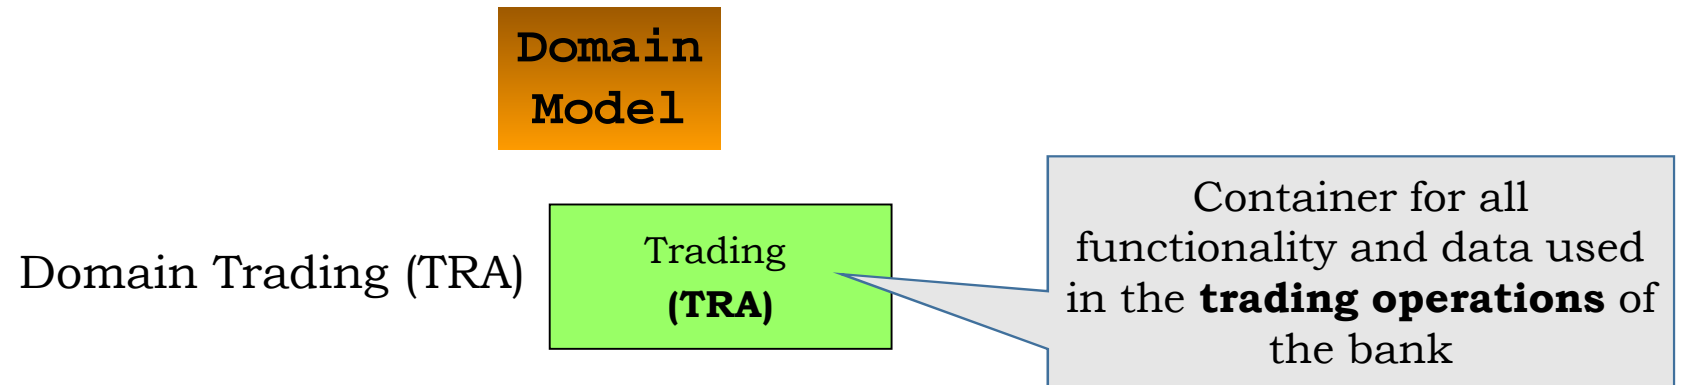 Domain
Model
Domain Trading (TRA)
Trading
(TRA)
Container for all
functionality and data used
in the trading operations of
the bank